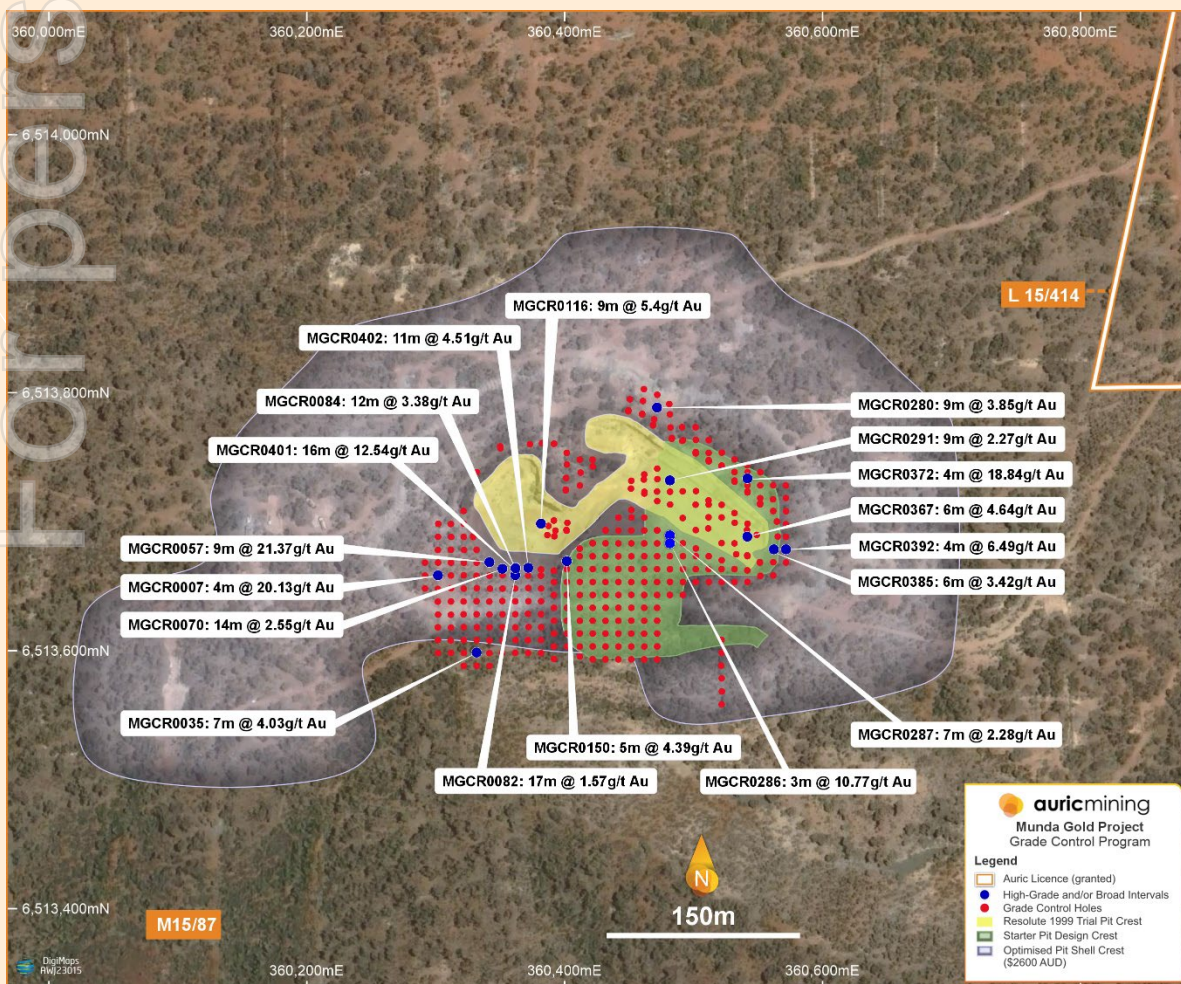 For pers
360,000mE
360,200mE
360,400mE
360,600mE
360,800mE
6,514,000mN
L 15/414
MGCR0116: 9m @ 5.4g/t Au
MGCR0402: 11m @ 4.51g/t Au
MGCR0084: 12m @ 3.38g/t Au
MGCR0401: 16m @ 12.54g/t Au
6,513,800mN
MGCR0280: 9m @ 3.85g/t Au
MGCR0291: 9m @ 2.27g/t Au
MGCR0372: 4m @ 18.84g/t Au
MGCR0367: 6m @ 4.64g/t Au
MGCR0392: 4m @ 6.49g/t Au
MGCR0385: 6m @ 3.42g/t Au
MGCR0057: 9m @ 21.37g/t Au
MGCR0007: 4m @ 20.13g/t Au
MGCR0070: 14m @ 2.55g/t Au
6,513,600mN
MGCR0035: 7m @ 4.03g/t Au
MGCR0150: 5m @ 4.39g/t Au
MGCR0287: 7m @ 2.28g/t Au
MGCR0082: 17m @ 1.57g/t Au
MGCR0286: 3m @ 10.77g/t Au
6,513,400mN
M15/87
N
150m
auricmining
Munda Gold Project
Grade Control Program
Legend
Auric Licence (granted)
High-Grade and/or Broad Intervals
Grade Control Holes
Resolute 1999 Trial Pit Crest
Starter Pit Design Crest
Optimised Pit Shell Crest
($2600 AUD)
DigiMaps
RWJ23015
360,200mE
360,400mE
360,600mE